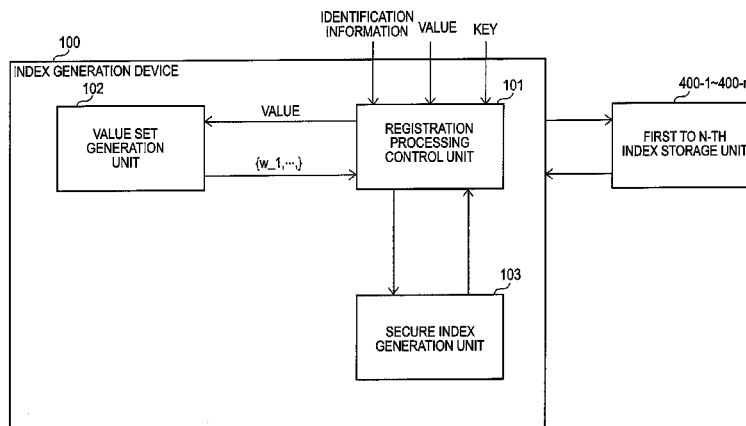 IDENTIFICATION
INFORMATION
VALUE
KEY
100
INDEX GENERATION DEVICE
102
VALUE SET
GENERATION
UNIT
VALUE
{w_1,···,}
101
REGISTRATION
PROCESSING
CONTROL UNIT
400-1~400-n
FIRST TO N-TH
INDEX STORAGE UNIT
103
SECURE INDEX
GENERATION UNIT